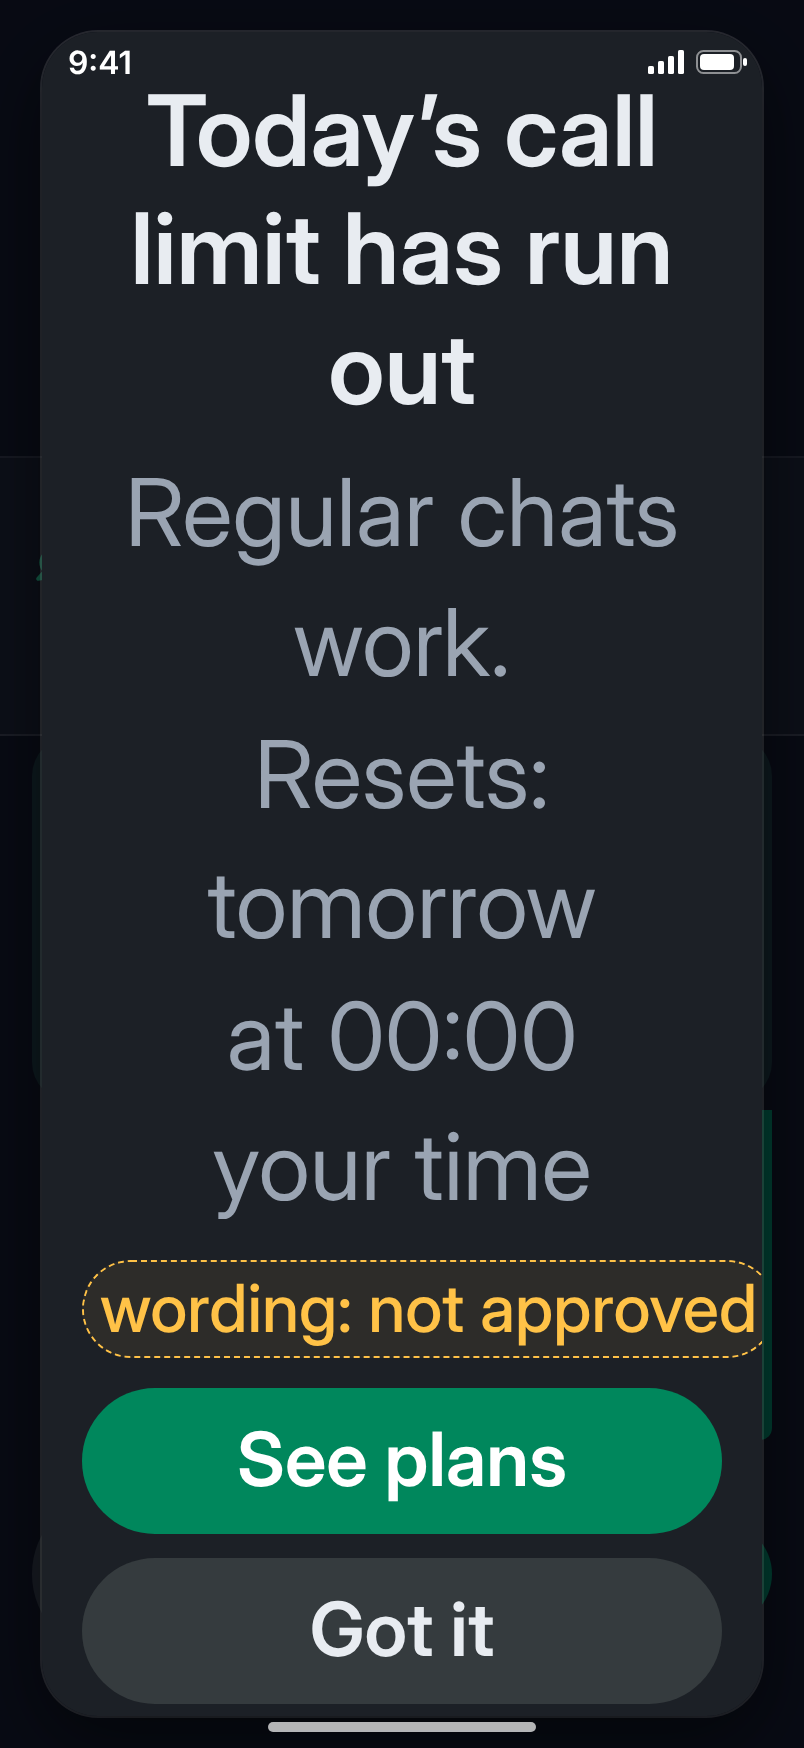 9:41
Today’s call
limit has run
out
Regular chats
work.
Resets:
tomorrow
at 00:00
your time
wording: not approved
See plans
Got it